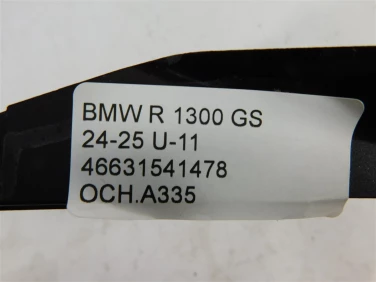 BMW R 1300 GS
24-25 U-11
46631541478
OCH.A335